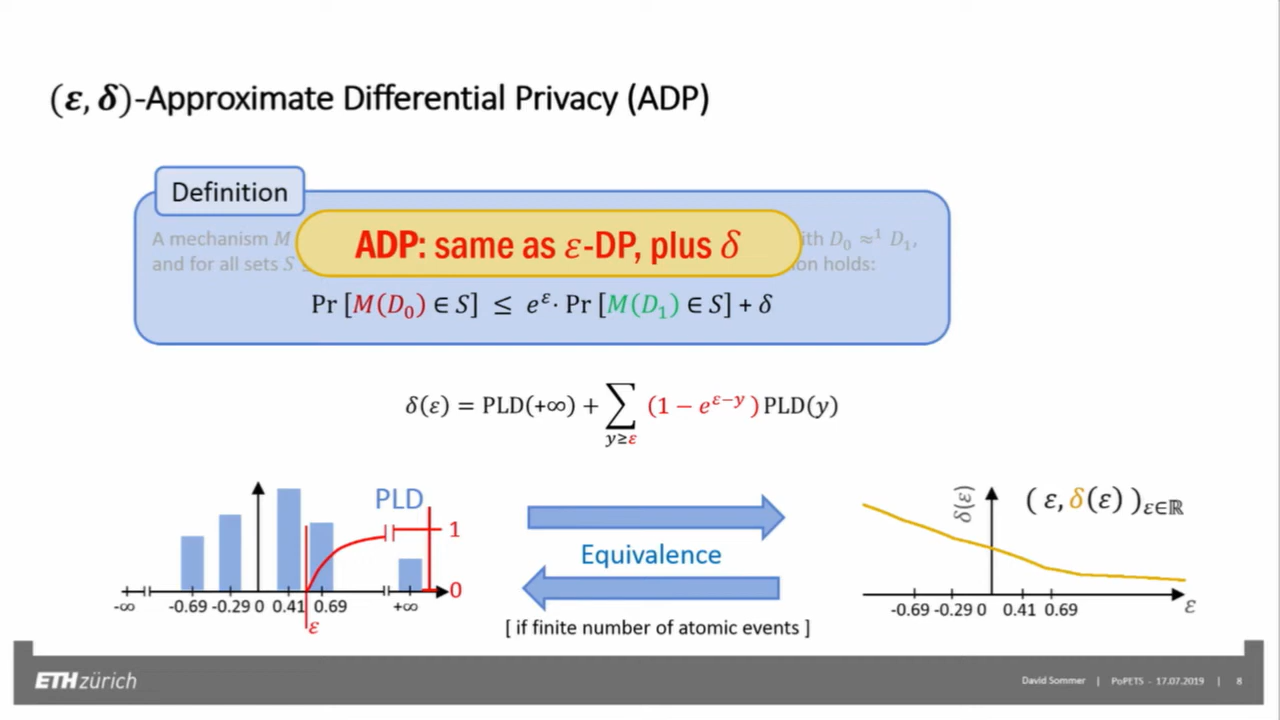 (ε, δ)-Approximate Differential Privacy (ADP)
Definition
A mechanism M ith D₀ ≈¹ D₁,
ADP: same as ε-DP, plus δ
and for all sets S on holds:
Pr [M(D₀) ∈ S] ≤ e^ε · Pr [M(D₁) ∈ S] + δ
δ(ε) = PLD(+∞) + ∑ (1 − e^{ε−y}) PLD(y)
y≥ε
PLD
1
0
-∞ -0.69 -0.29 0 0.41 0.69 +∞
ε
Equivalence
[ if finite number of atomic events ]
δ(ε)
( ε, δ(ε) )_{ε∈ℝ}
-0.69 -0.29 0 0.41 0.69
ε
ETH zürich
David Sommer | PoPETS - 17.07.2019 | 8